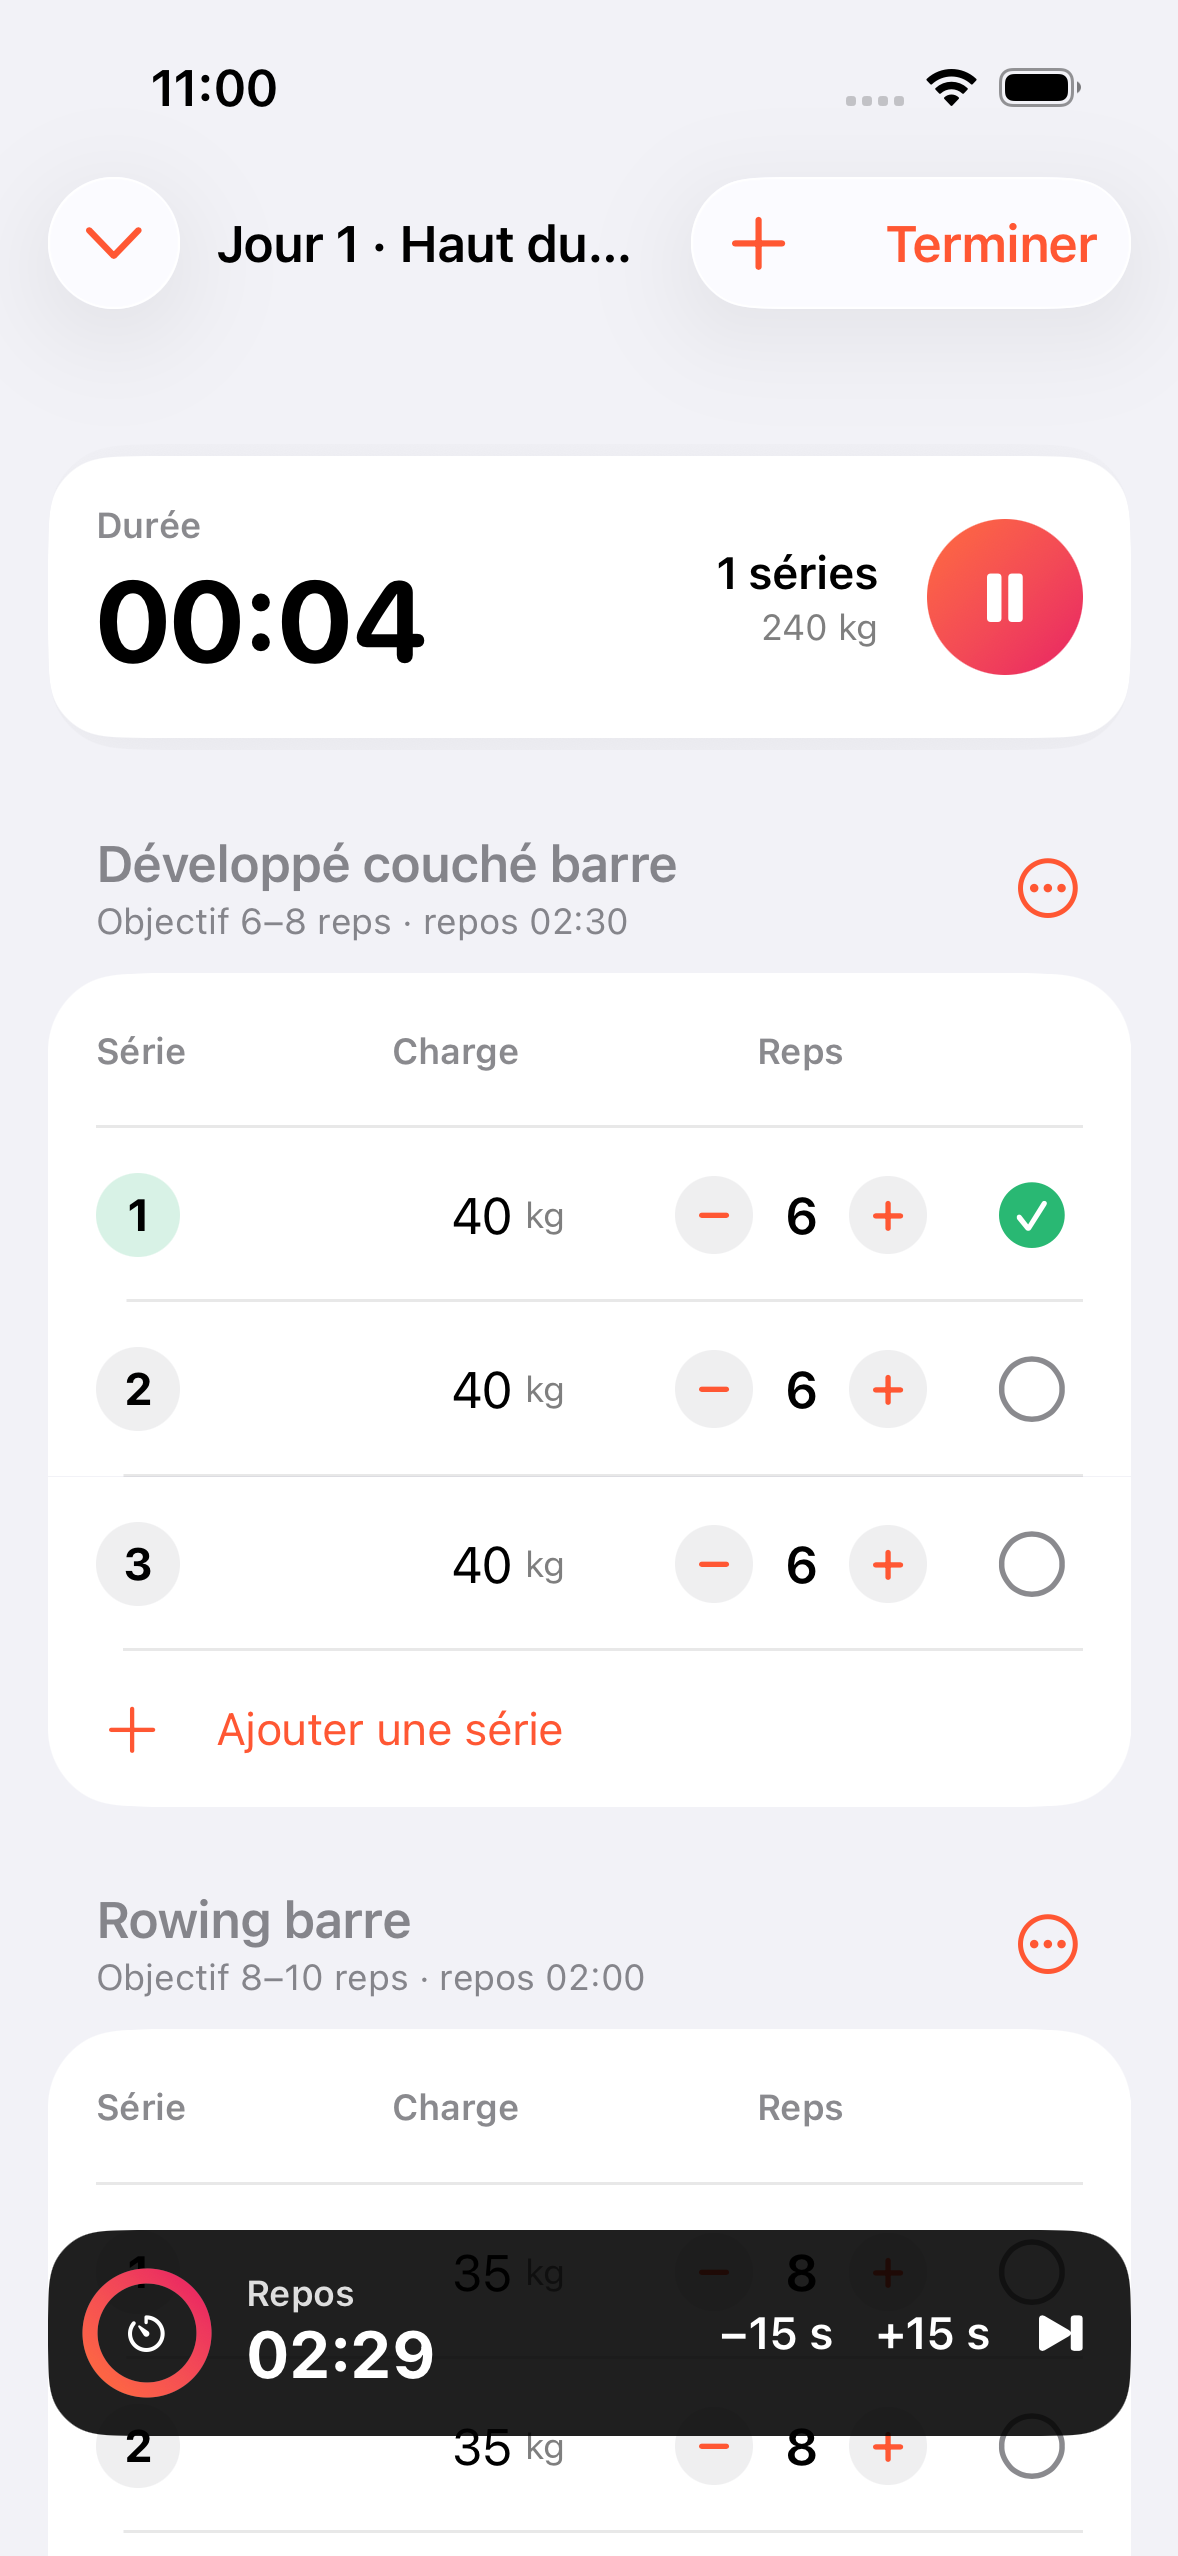 11:00
Jour 1 · Haut du...
Terminer
Durée
00:04
1 séries
240 kg
Développé couché barre
Objectif 6–8 reps · repos 02:30
Série Charge Reps
1 40 kg − 6 +
2 40 kg − 6 +
3 40 kg − 6 +
+ Ajouter une série
Rowing barre
Objectif 8–10 reps · repos 02:00
Série Charge Reps
1 35 kg − 8 +
Repos
02:29
−15 s +15 s
2 35 kg − 8 +